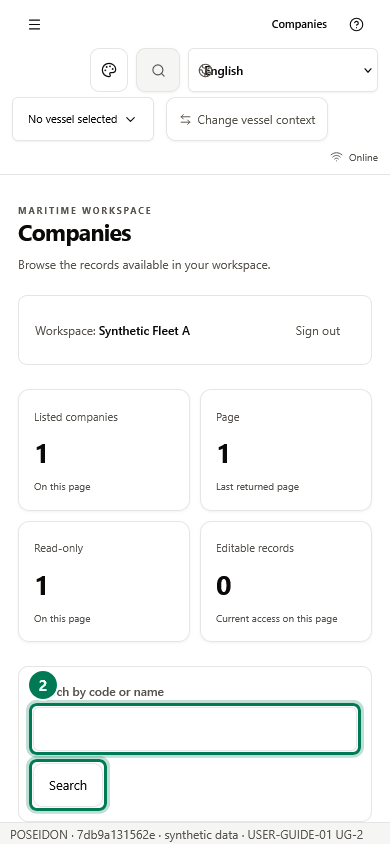 Companies
English
No vessel selected
Change vessel context
Online
MARITIME WORKSPACE
Companies
Browse the records available in your workspace.
Workspace: Synthetic Fleet A
Sign out
Listed companies
Page
1
1
On this page
Last returned page
Read-only
Editable records
1
0
On this page
Current access on this page
2
ch by code or name
Search
POSEIDON · 7db9a131562e · synthetic data · USER-GUIDE-01 UG-2